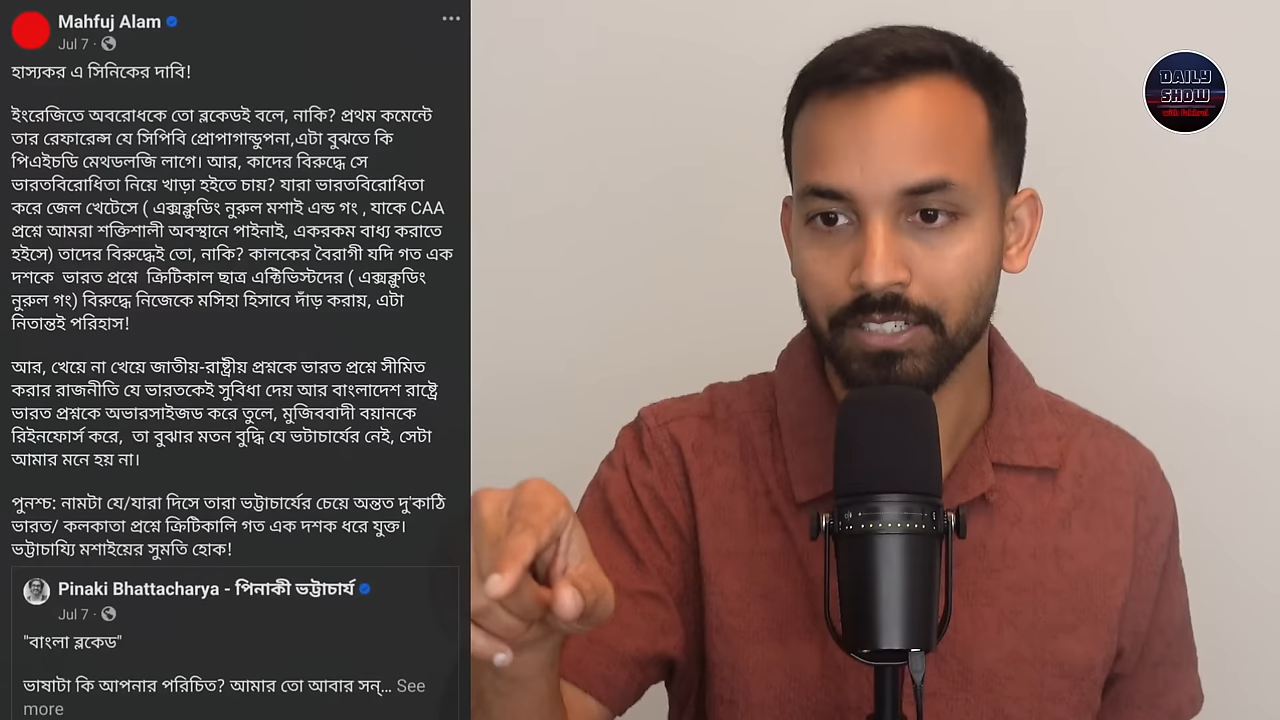 Mahfuj Alam
Jul 7 ·
হাস্যকর এ সিনিকের দাবি!
ইংরেজিতে অবরোধকে তো ব্লকেডই বলে, নাকি? প্রথম কমেন্টে
তার রেফারেন্স যে সিপিবি প্রোপাগান্ডুপনা,এটা বুঝতে কি
পিএইচডি মেথডলজি লাগে। আর, কাদের বিরুদ্ধে সে
ভারতবিরোধিতা নিয়ে খাড়া হইতে চায়? যারা ভারতবিরোধিতা
করে জেল খেটেসে ( এক্সক্লুডিং নুরুল মশাই এন্ড গং , যাকে CAA
প্রশ্নে আমরা শক্তিশালী অবস্থানে পাইনাই, একরকম বাধ্য করাতে
হইসে) তাদের বিরুদ্ধেই তো, নাকি? কালকের বৈরাগী যদি গত এক
দশকে ভারত প্রশ্নে ক্রিটিকাল ছাত্র এক্টিভিস্টদের ( এক্সক্লুডিং
নুরুল গং) বিরুদ্ধে নিজেকে মসিহা হিসাবে দাঁড় করায়, এটা
নিতান্তই পরিহাস!
আর, খেয়ে না খেয়ে জাতীয়-রাষ্ট্রীয় প্রশ্নকে ভারত প্রশ্নে সীমিত
করার রাজনীতি যে ভারতকেই সুবিধা দেয় আর বাংলাদেশ রাষ্ট্রে
ভারত প্রশ্নকে অভারসাইজড করে তুলে, মুজিববাদী বয়ানকে
রিইনফোর্স করে, তা বুঝার মতন বুদ্ধি যে ভটাচার্যের নেই, সেটা
আমার মনে হয় না।
পুনশ্চ: নামটা যে/যারা দিসে তারা ভট্টাচার্যের চেয়ে অন্তত দু'কাঠি
ভারত/ কলকাতা প্রশ্নে ক্রিটিকালি গত এক দশক ধরে যুক্ত।
ভট্টাচায্যি মশাইয়ের সুমতি হোক!
Pinaki Bhattacharya - পিনাকী ভট্টাচার্য
Jul 7 ·
"বাংলা ব্লকেড"
ভাষাটা কি আপনার পরিচিত? আমার তো আবার সন্... See
more
DAILY
SHOW